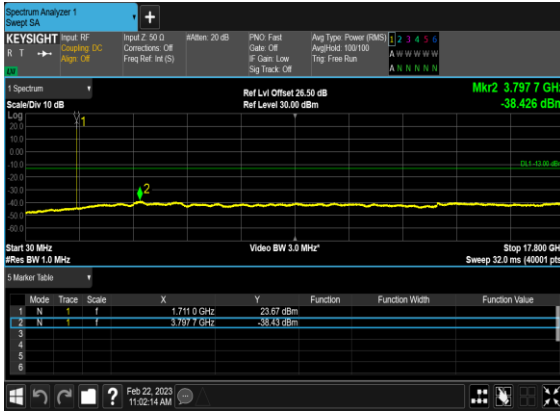 Spectrum Analyzer 1
Swept SA
+
KEYSIGHT Input: RF Input Z: 50 Ω #Atten: 20 dB PNO: Fast Avg Type: Power (RMS) 1 2 3 4 5 6
R T Coupling: DC Corrections: Off Gate: Off Avg|Hold: 100/100 A W W W W W
Align: Off Freq Ref: Int (S) IF Gain: Low Trig: Free Run
Sig Track: Off A N N N N N
1 Spectrum Ref Lvl Offset 26.50 dB Mkr2 3.797 7 GHz
Scale/Div 10 dB Ref Level 30.00 dBm -38.426 dBm
Log
1
20.0
10.0
0.00
-10.0
DL1 -13.00 dBm
-20.0
-30.0
2
-40.0
-50.0
-60.0
Start 30 MHz Video BW 3.0 MHz* Stop 17.800 GHz
#Res BW 1.0 MHz Sweep 32.0 ms (40001 pts)
5 Marker Table
Mode Trace Scale X Y Function Function Width Function Value
1 N 1 f 1.711 0 GHz 23.67 dBm
2 N 1 f 3.797 7 GHz -38.43 dBm
3
4
5
6
? Feb 22, 2023
11:02:14 AM